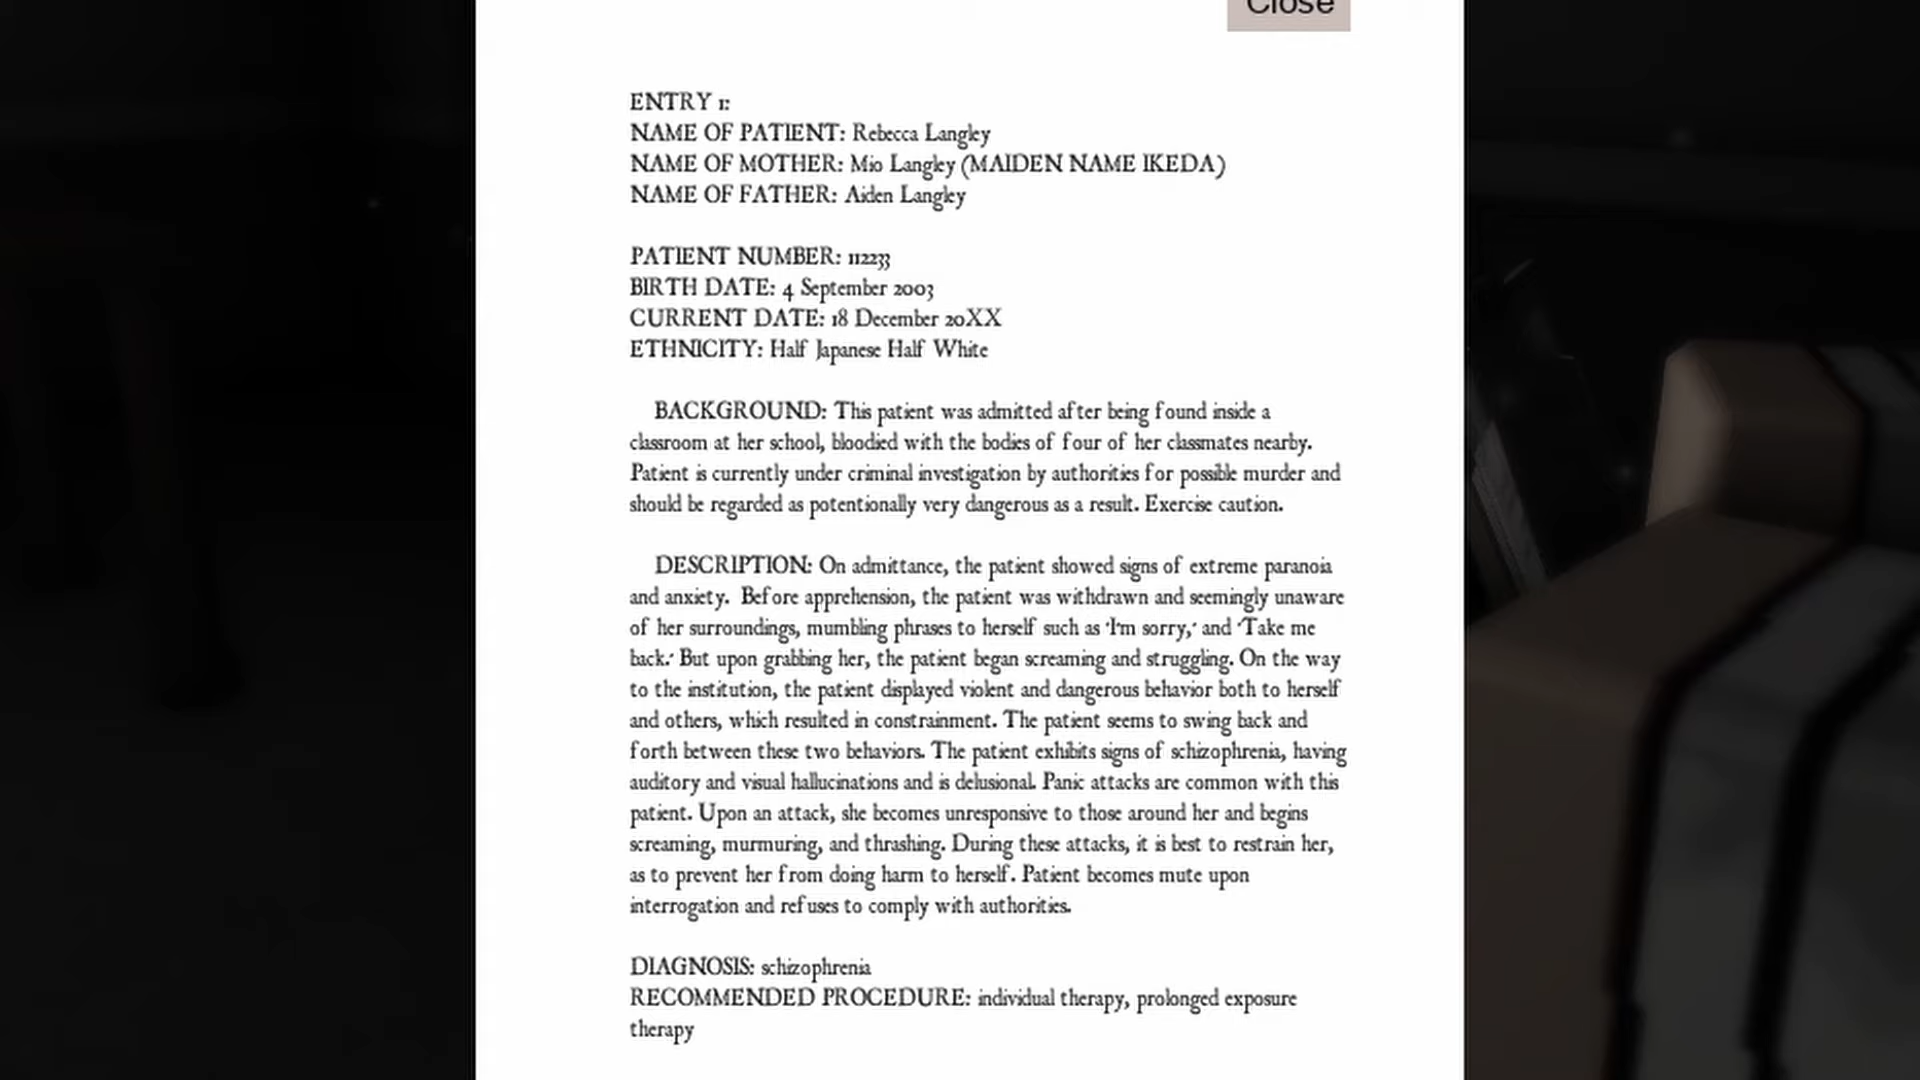 Close
ENTRY 1:
NAME OF PATIENT: Rebecca Langley
NAME OF MOTHER: Mio Langley (MAIDEN NAME IKEDA)
NAME OF FATHER: Aiden Langley
PATIENT NUMBER: 112233
BIRTH DATE: 4 September 2003
CURRENT DATE: 18 December 20XX
ETHNICITY: Half Japanese Half White
BACKGROUND: This patient was admitted after being found inside a
classroom at her school, bloodied with the bodies of four of her classmates nearby.
Patient is currently under criminal investigation by authorities for possible murder and
should be regarded as potentionally very dangerous as a result. Exercise caution.
DESCRIPTION: On admittance, the patient showed signs of extreme paranoia
and anxiety. Before apprehension, the patient was withdrawn and seemingly unaware
of her surroundings, mumbling phrases to herself such as 'I'm sorry,' and 'Take me
back.' But upon grabbing her, the patient began screaming and struggling. On the way
to the institution, the patient displayed violent and dangerous behavior both to herself
and others, which resulted in constrainment. The patient seems to swing back and
forth between these two behaviors. The patient exhibits signs of schizophrenia, having
auditory and visual hallucinations and is delusional. Panic attacks are common with this
patient. Upon an attack, she becomes unresponsive to those around her and begins
screaming, murmuring, and thrashing. During these attacks, it is best to restrain her,
as to prevent her from doing harm to herself. Patient becomes mute upon
interrogation and refuses to comply with authorities.
DIAGNOSIS: schizophrenia
RECOMMENDED PROCEDURE: individual therapy, prolonged exposure
therapy